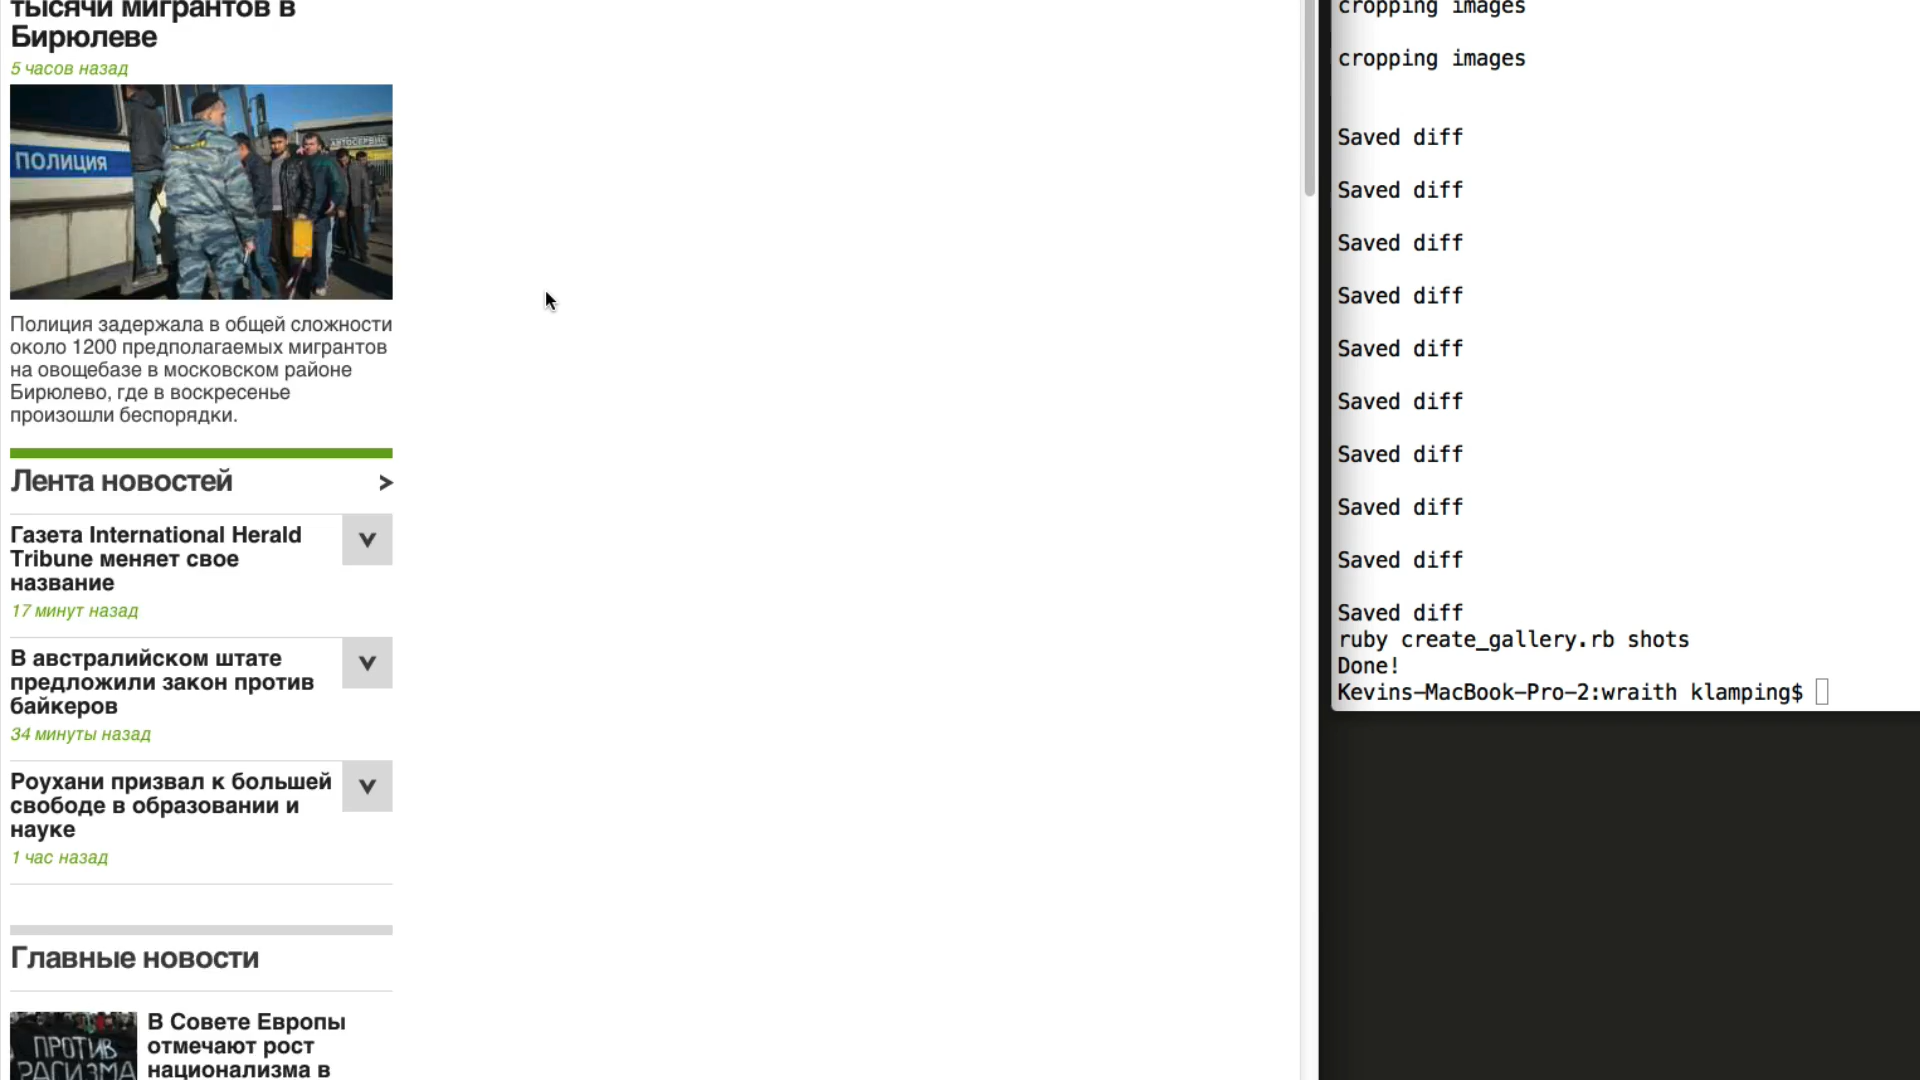 тысячи мигрантов в
Бирюлеве
5 часов назад
АВТОСЕРВИС
ПОЛИЦИЯ
Полиция задержала в общей сложности
около 1200 предполагаемых мигрантов
на овощебазе в московском районе
Бирюлево, где в воскресенье
произошли беспорядки.
Лента новостей >
Газета International Herald
Tribune меняет свое
название
17 минут назад
В австралийском штате
предложили закон против
байкеров
34 минуты назад
Роухани призвал к большей
свободе в образовании и
науке
1 час назад
Главные новости
ПРОТИВ
РАСИЗМА
В Совете Европы
отмечают рост
национализма в
cropping images
cropping images
Saved diff
Saved diff
Saved diff
Saved diff
Saved diff
Saved diff
Saved diff
Saved diff
Saved diff
Saved diff
ruby create_gallery.rb shots
Done!
Kevins-MacBook-Pro-2:wraith klamping$